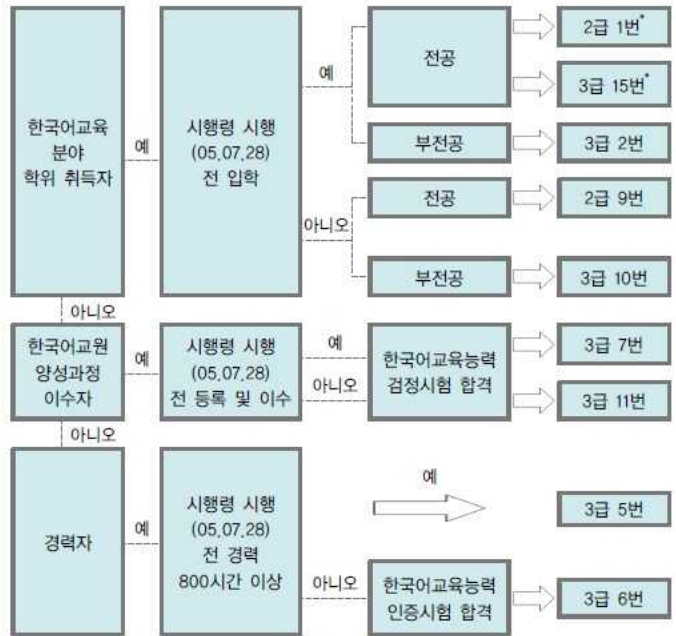 한국어교육
분야
학위 취득자
예
시행령 시행
(05.07.28)
전 입학
예
전공
2급 1번*
3급 15번*
부전공
3급 2번
아니오
전공
2급 9번
부전공
3급 10번
아니오
한국어교원
양성과정
이수자
예
시행령 시행
(05.07.28)
전 등록 및 이수
예
아니오
한국어교육능력
검정시험 합격
3급 7번
3급 11번
아니오
경력자
예
시행령 시행
(05.07.28)
전 경력
800시간 이상
예
3급 5번
아니오
한국어교육능력
인증시험 합격
3급 6번